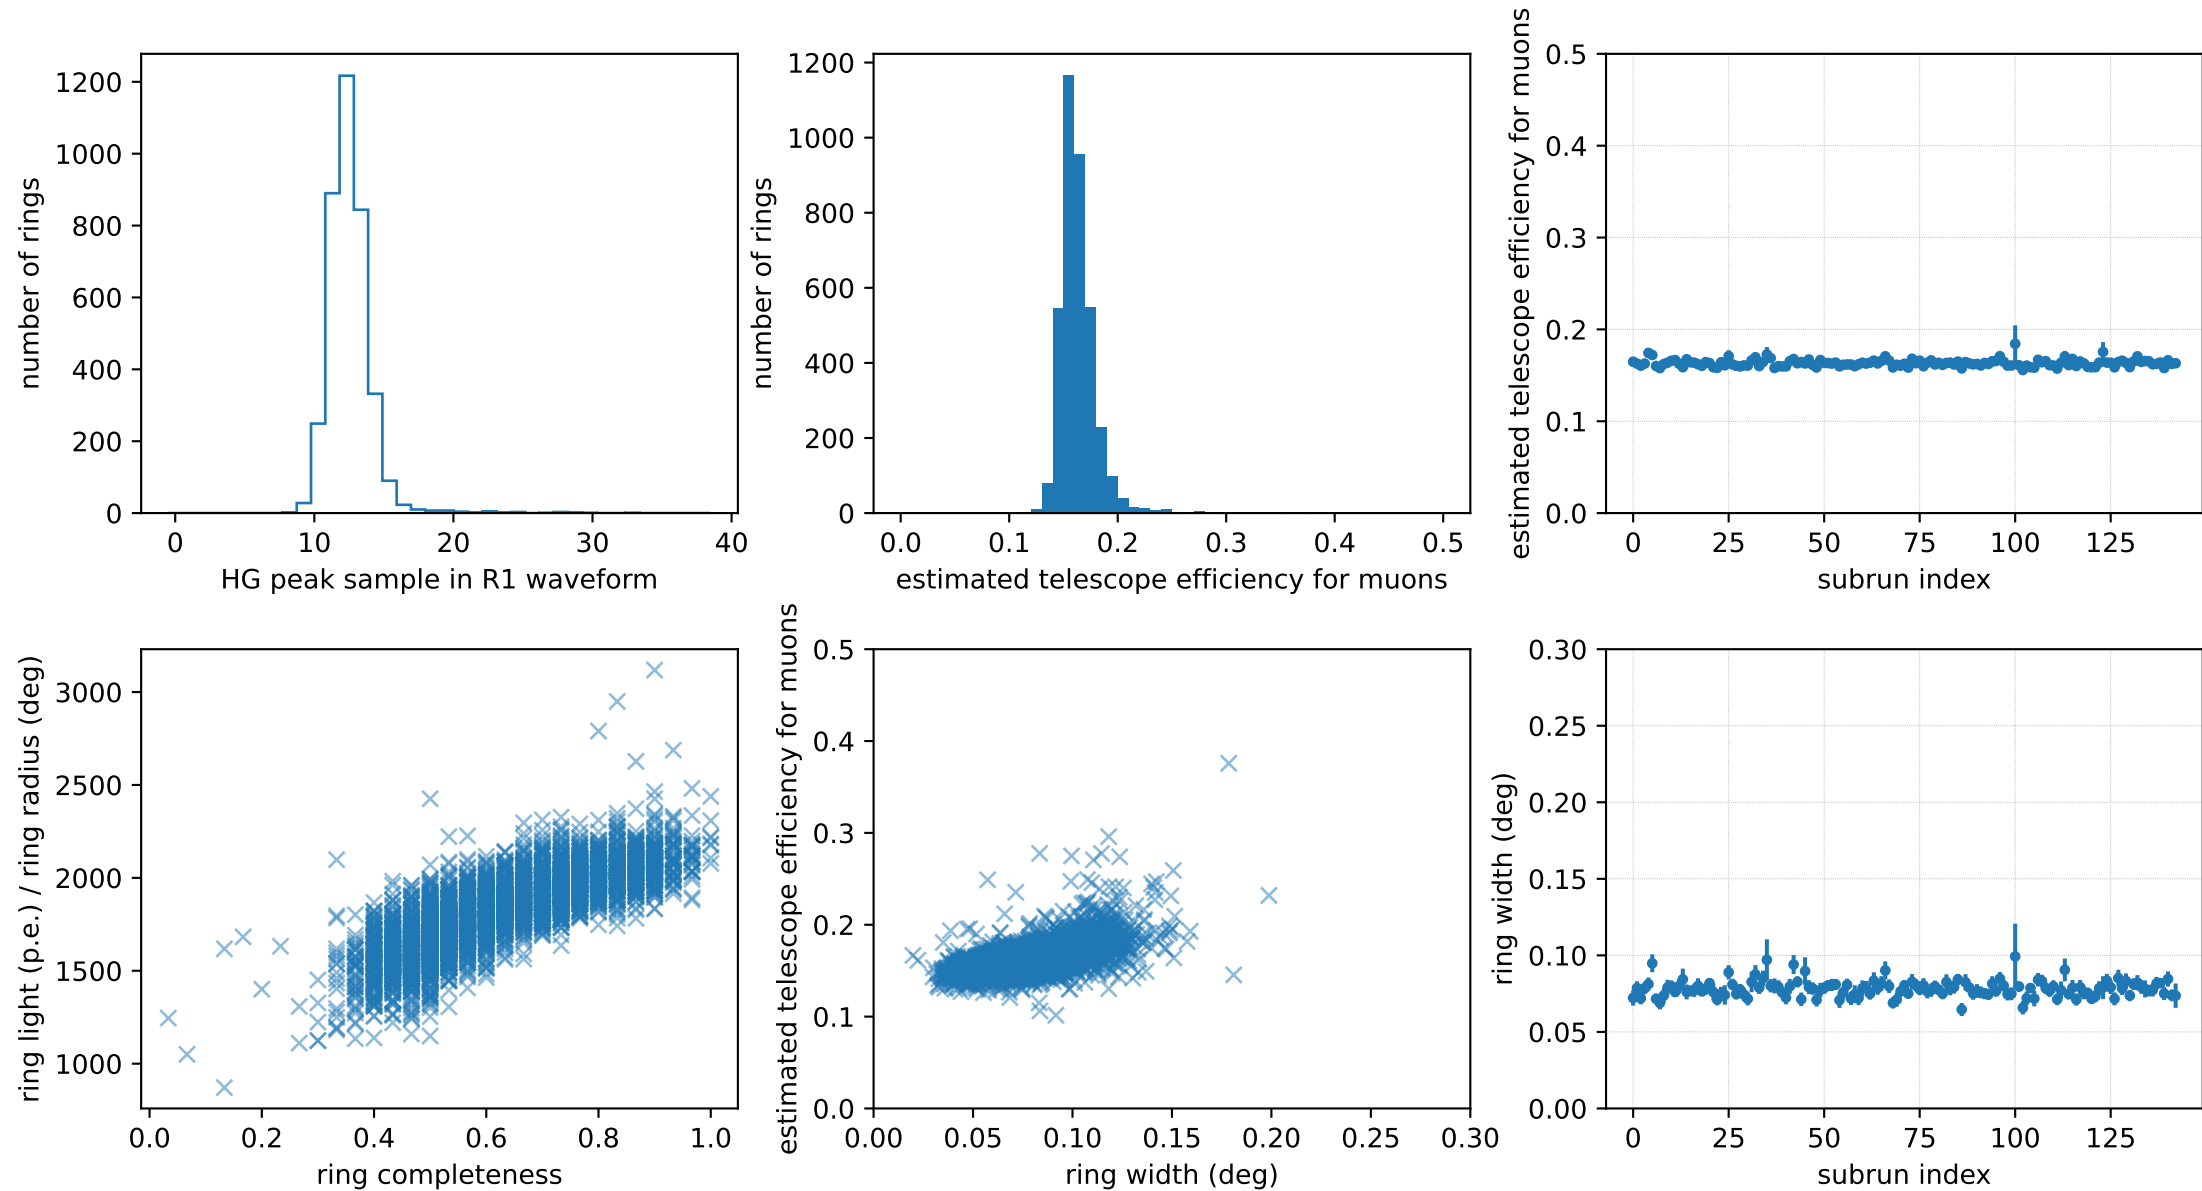 number of rings
1200
1000
800
600
400
200
0
0 10 20 30 40
HG peak sample in R1 waveform
number of rings
1200
1000
800
600
400
200
0
0.0 0.1 0.2 0.3 0.4 0.5
estimated telescope efficiency for muons
estimated telescope efficiency for muons
0.5
0.4
0.3
0.2
0.1
0.0
0 25 50 75 100 125
subrun index
ring light (p.e.) / ring radius (deg)
3000
2500
2000
1500
1000
0.0 0.2 0.4 0.6 0.8 1.0
ring completeness
estimated telescope efficiency for muons
0.5
0.4
0.3
0.2
0.1
0.0
0.00 0.05 0.10 0.15 0.20 0.25 0.30
ring width (deg)
ring width (deg)
0.30
0.25
0.20
0.15
0.10
0.05
0.00
0 25 50 75 100 125
subrun index